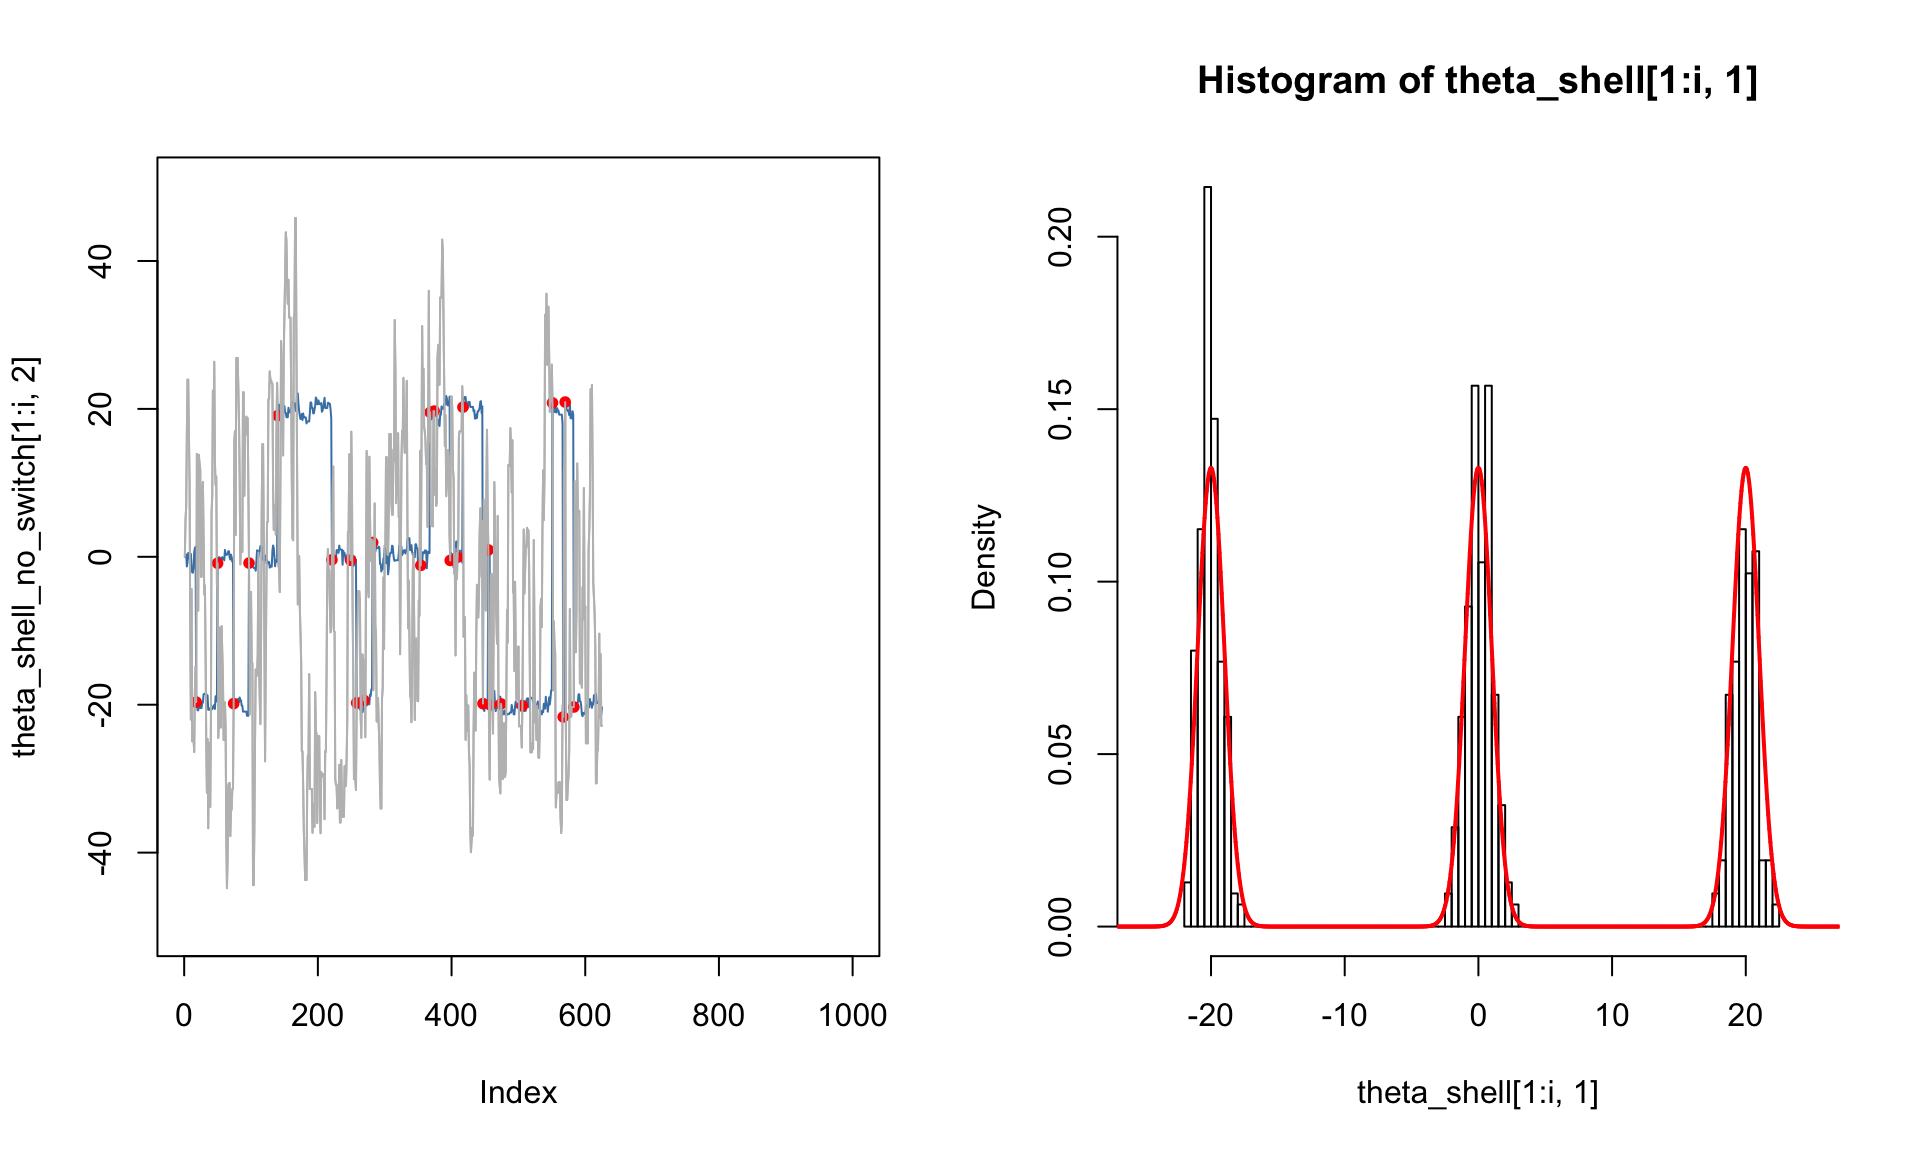 theta_shell_no_switch[1:i, 2]
40
20
0
-20
-40
0 200 400 600 800 1000
Index
Histogram of theta_shell[1:i, 1]
Density
0.20
0.15
0.10
0.05
0.00
-20 -10 0 10 20
theta_shell[1:i, 1]